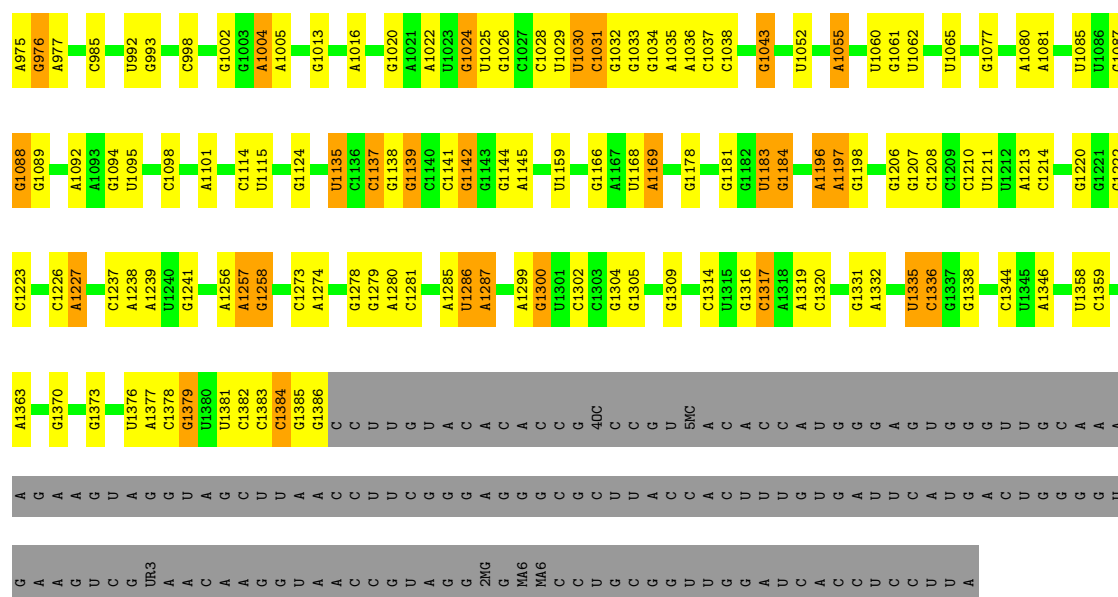 A975 G976 A977 C985 U992 G993 C998 G1002 G1003 A1004 A1005 G1013 A1016 G1020 A1021 A1022 U1023 G1024 U1025 G1026 C1027 C1028 U1029 U1030 C1031 G1032 G1033 G1034 A1035 A1036 C1037 C1038 G1043 U1052 A1055 U1060 G1061 U1062 U1065 G1077 A1080 A1081 U1085 U1086 G1087
G1088 G1089 A1092 A1093 G1094 U1095 C1098 A1101 C1114 U1115 G1124 U1135 C1136 C1137 G1138 G1139 C1140 C1141 G1142 G1143 G1144 A1145 U1159 G1166 A1167 U1168 A1169 G1178 G1181 G1182 U1183 G1184 A1196 A1197 G1198 G1206 G1207 C1208 C1209 C1210 U1211 U1212 A1213 C1214 G1220 G1221 G1222
C1223 C1226 A1227 C1237 A1238 A1239 U1240 G1241 A1256 A1257 G1258 C1273 A1274 G1278 G1279 A1280 C1281 A1285 U1286 A1287 A1299 G1300 U1301 C1302 C1303 G1304 G1305 G1309 C1314 U1315 G1316 C1317 A1318 A1319 C1320 G1331 A1332 U1335 C1336 G1337 G1338 C1344 U1345 A1346 U1358 C1359
A1363 G1370 G1373 U1376 A1377 C1378 G1379 U1380 U1381 C1382 C1383 C1384 G1385 G1386 C C U U G U A C A C A C C G 4OC C G U 5MC A C A C C A U G G G A G U G G G U U G C A A A
A G A A G U A G G U A G C U U A A C C U U C G G G A G G G C G C U U A C C A C U U U G U G A U U C A U G A C U G G G G U
G A A G U C G UR3 A A C A A G G U A A C C G U A G G 2MG G MA6 MA6 C C U G C G G U U G G A U C A C C U C C U U A